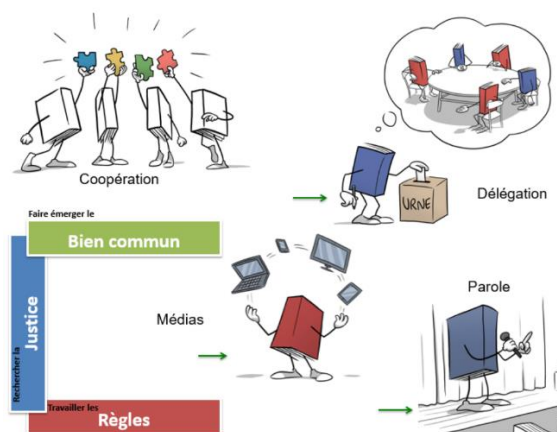 Coopération
URNE
Délégation
Faire émerger le
Bien commun
Rechercher la
Justice
Médias
Parole
Travailler les
Règles